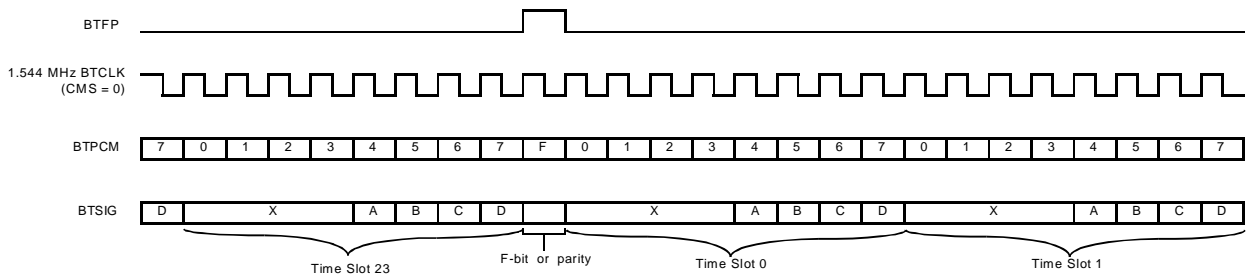 BTFP
1.544 MHz BTCLK
(CMS = 0)
BTPCM 7 0 1 2 3 4 5 6 7 F 0 1 2 3 4 5 6 7 0 1 2 3 4 5 6 7
BTSIG D X A B C D X A B C D X A B C D
Time Slot 23 F-bit or parity Time Slot 0 Time Slot 1